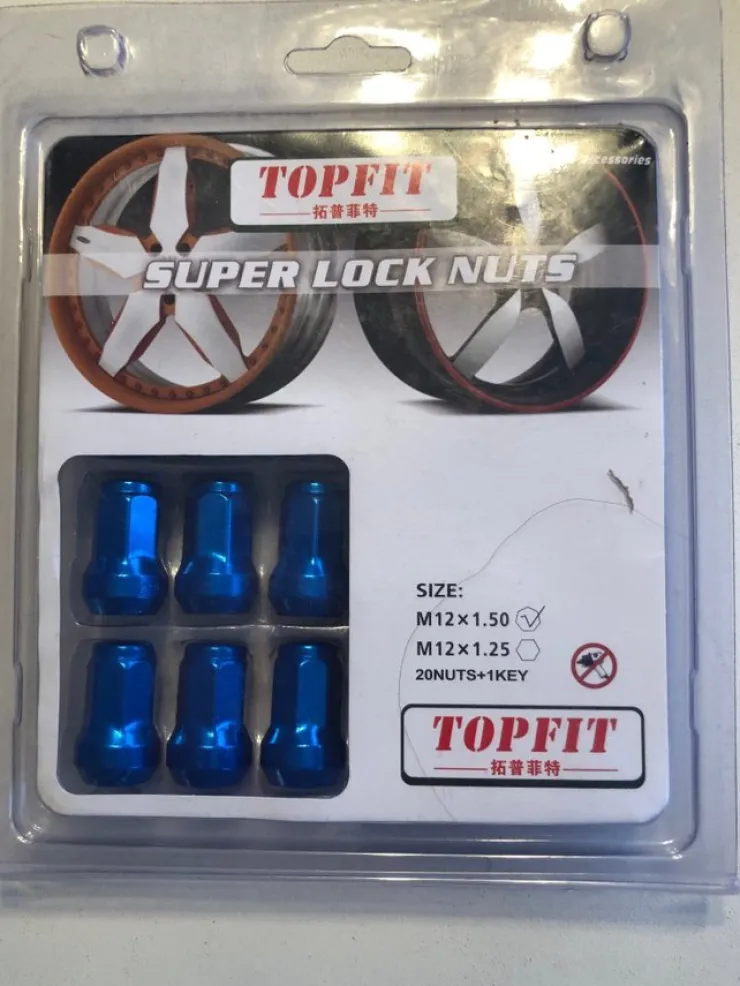 TOPFIT
拓普菲特
SUPER LOCK NUTS
SIZE:
M12×1.50
M12×1.25
20NUTS+1KEY
TOPFIT
拓普菲特